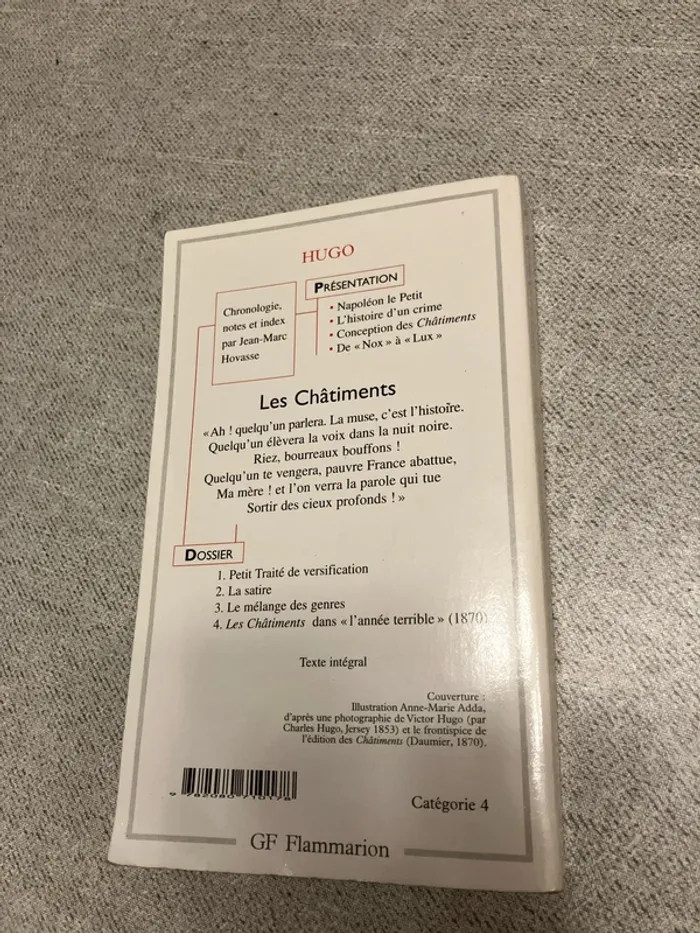 HUGO
PRÉSENTATION
Chronologie,
notes et index
par Jean-Marc
Hovasse
• Napoléon le Petit
• L'histoire d'un crime
• Conception des Châtiments
• De « Nox » à « Lux »
Les Châtiments
« Ah ! quelqu'un parlera. La muse, c'est l'histoire.
Quelqu'un élèvera la voix dans la nuit noire.
Riez, bourreaux bouffons !
Quelqu'un te vengera, pauvre France abattue,
Ma mère ! et l'on verra la parole qui tue
Sortir des cieux profonds ! »
DOSSIER
1. Petit Traité de versification
2. La satire
3. Le mélange des genres
4. Les Châtiments dans « l'année terrible » (1870)
Texte intégral
Couverture :
Illustration Anne-Marie Adda,
d'après une photographie de Victor Hugo (par
Charles Hugo, Jersey 1853) et le frontispice de
l'édition des Châtiments (Daumier, 1870).
9 782080 710178
Catégorie 4
GF Flammarion